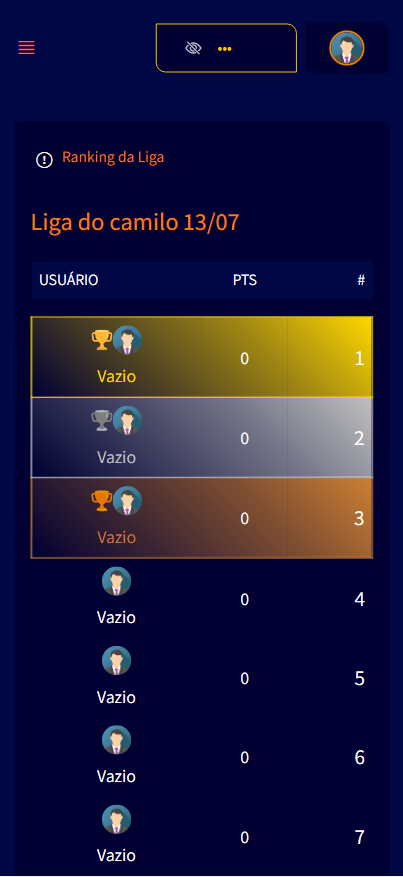 •••
Ranking da Liga
Liga do camilo 13/07
USUÁRIO PTS #
Vazio 0 1
Vazio 0 2
Vazio 0 3
Vazio 0 4
Vazio 0 5
Vazio 0 6
Vazio 0 7